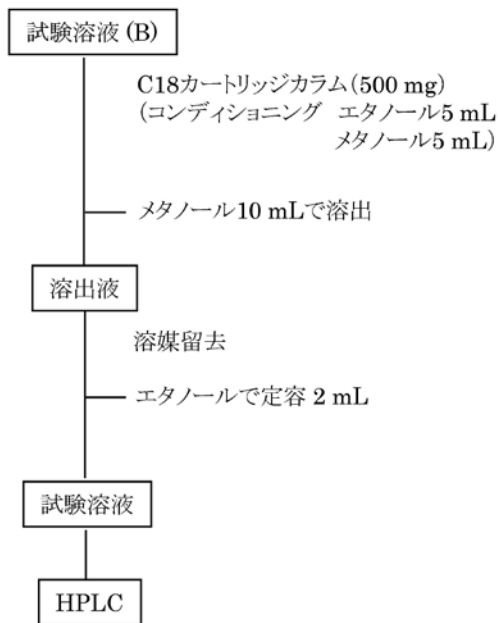 試験溶液 (B)
C18カートリッジカラム(500 mg)
(コンディショニング エタノール5 mL
メタノール5 mL)
メタノール10 mLで溶出
溶出液
溶媒留去
エタノールで定容 2 mL
試験溶液
HPLC